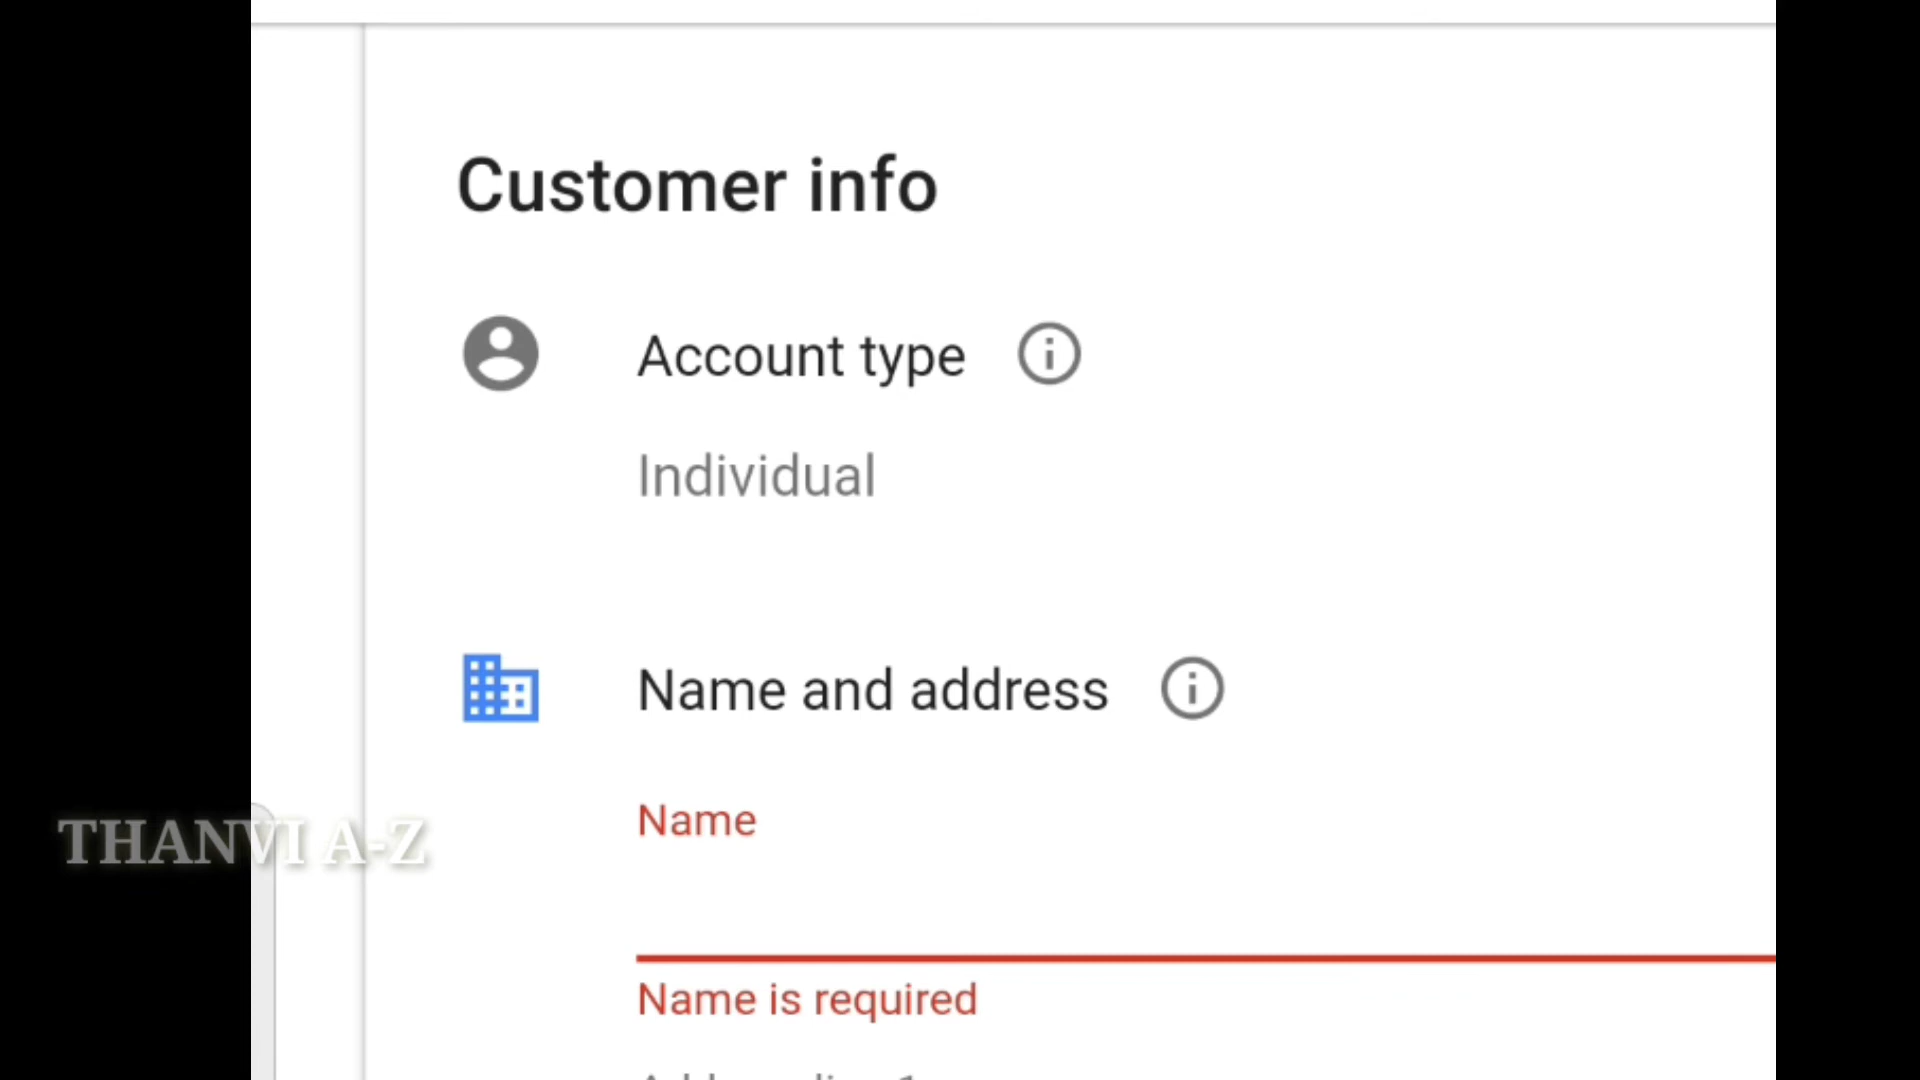 Customer info
Account type
Individual
Name and address
Name
THANVI A-Z
Name is required